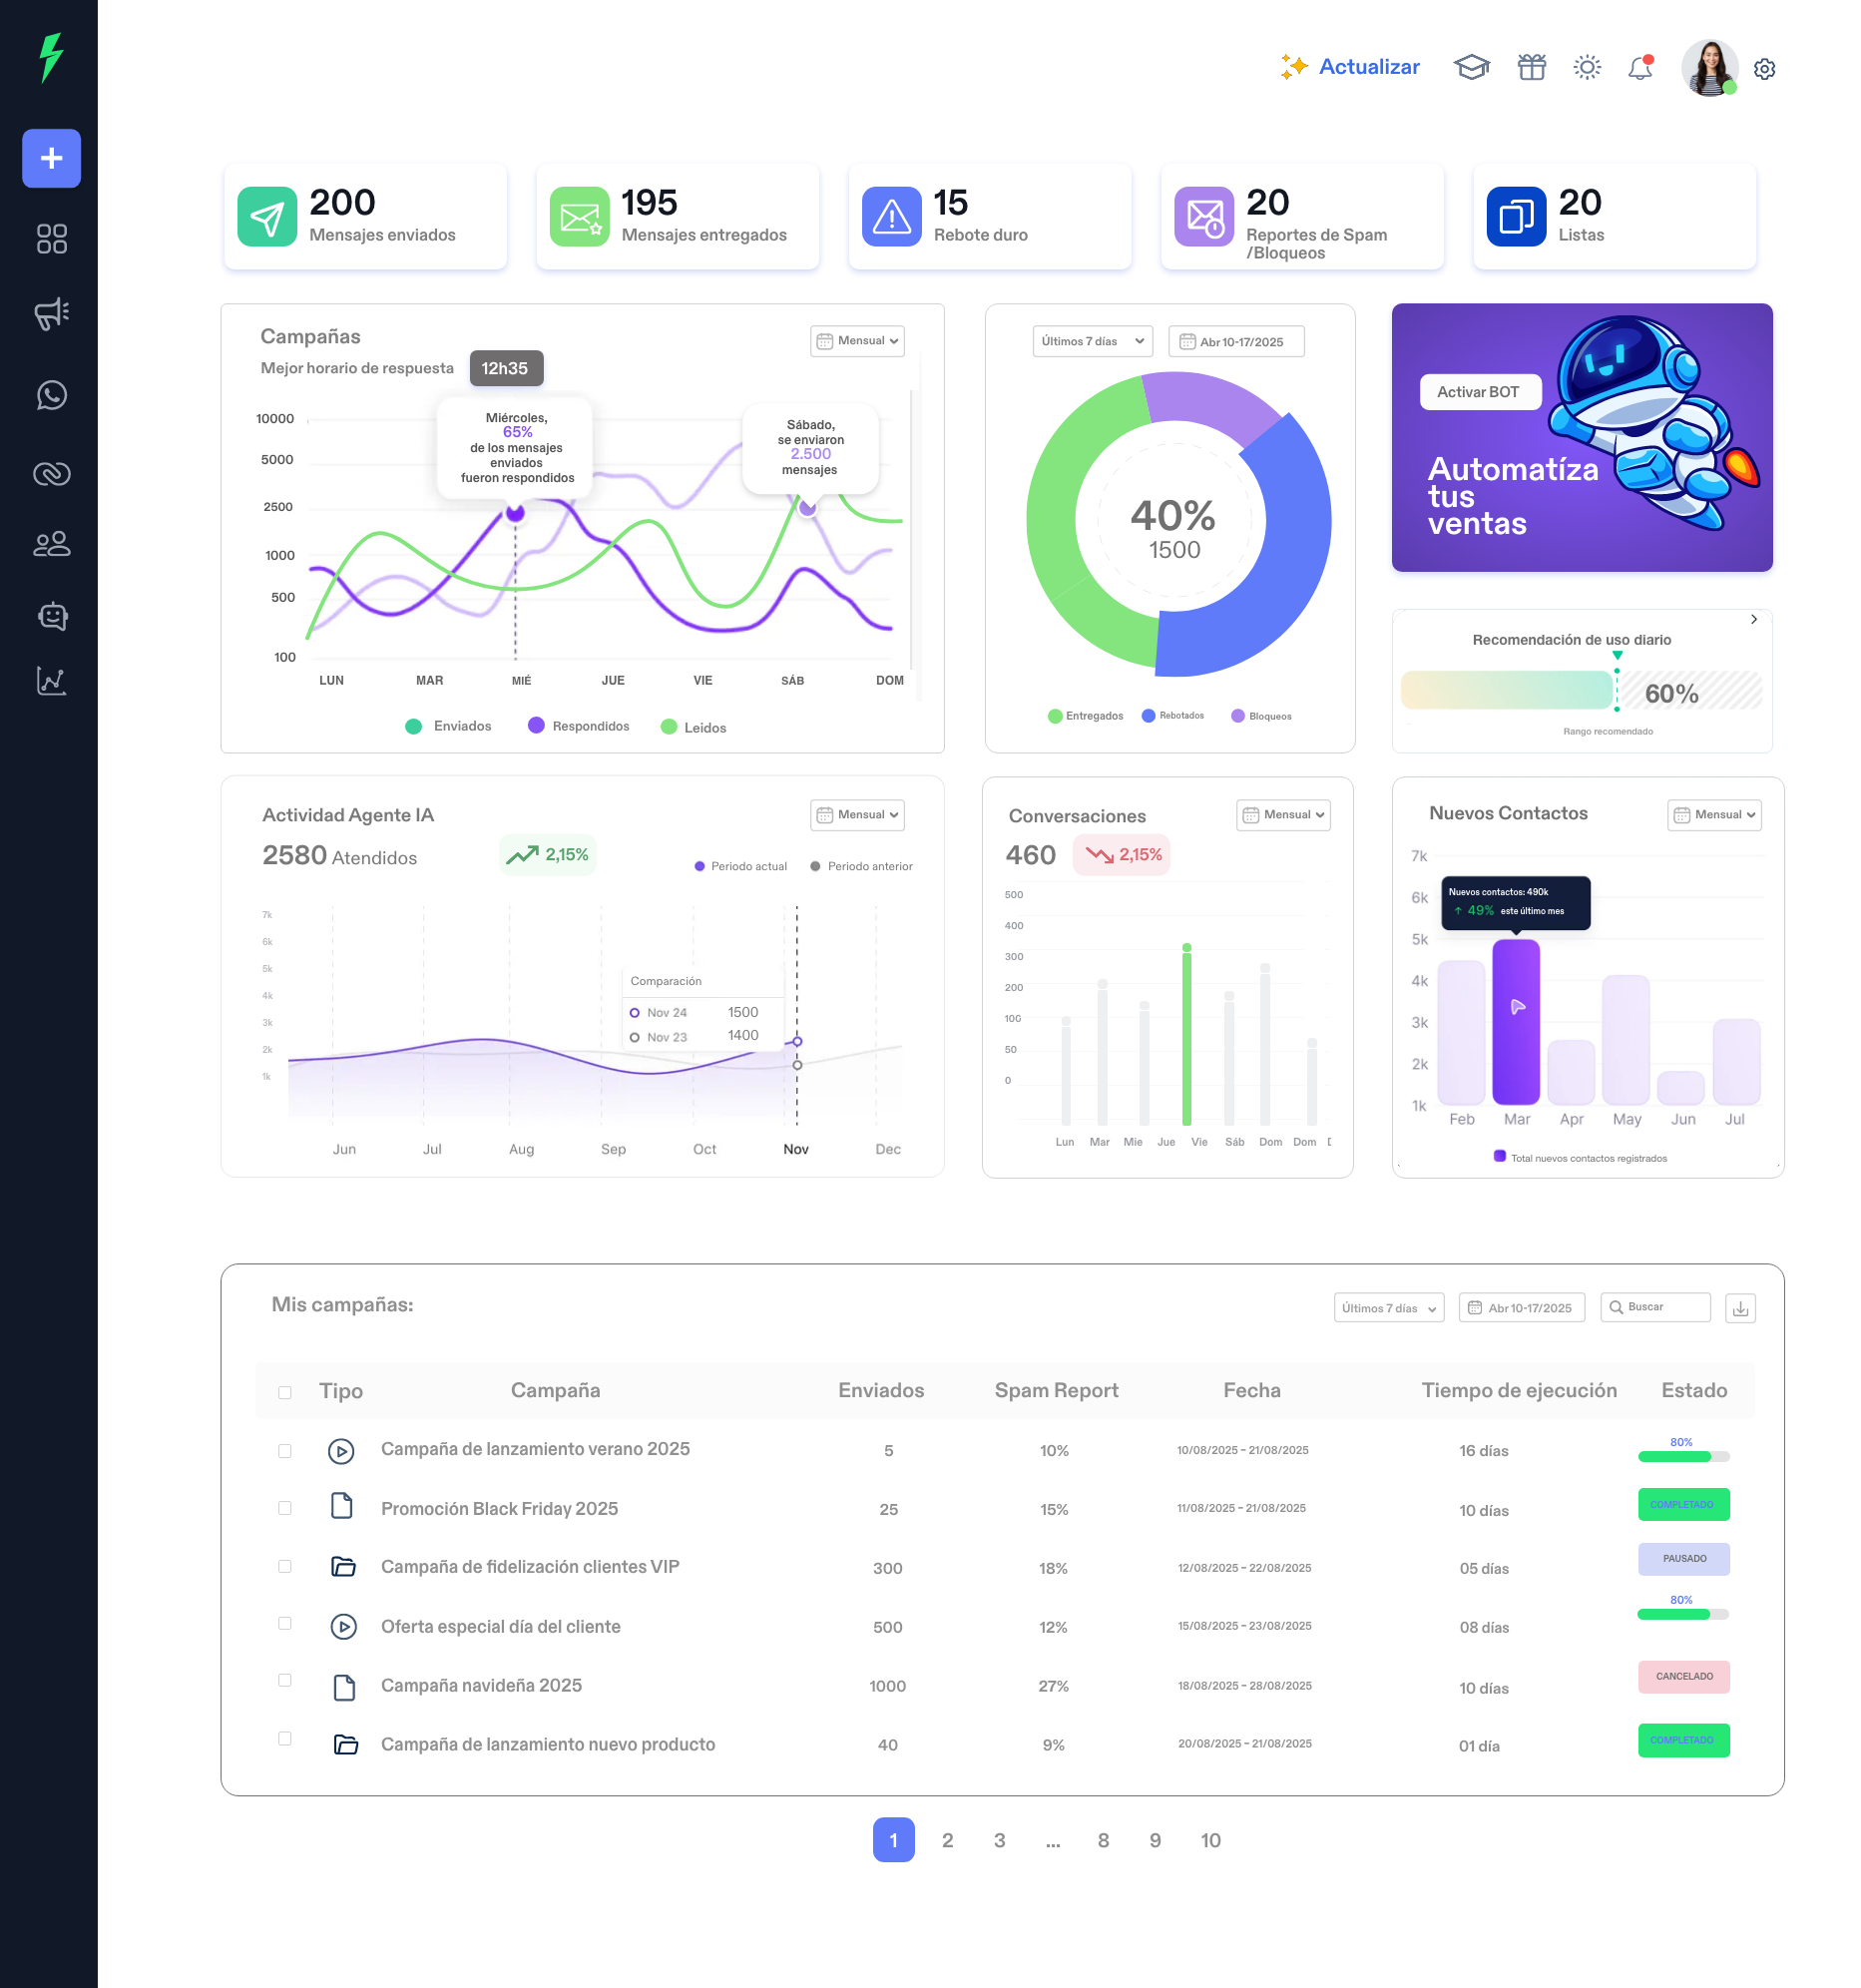 Actualizar
200
Mensajes enviados
195
Mensajes entregados
15
Rebote duro
20
Reportes de Spam
/Bloqueos
20
Listas
Campañas
Mensual
Mejor horario de respuesta
12h35
10000
5000
2500
1000
500
100
Miércoles,
65%
de los mensajes
enviados
fueron respondidos
Sábado,
se enviaron
2.500
mensajes
LUN MAR MIÉ JUE VIE SÁB DOM
Enviados Respondidos Leidos
Últimos 7 días
Abr 10-17/2025
40%
1500
Entregados Rebotados Bloqueos
Activar BOT
Automatíza
tus
ventas
Recomendación de uso diario
60%
Rango recomendado
Actividad Agente IA
Mensual
2580 Atendidos
2,15%
Periodo actual Periodo anterior
7k
6k
5k
4k
3k
2k
1k
Comparación
Nov 24 1500
Nov 23 1400
Jun Jul Aug Sep Oct Nov Dec
Conversaciones
Mensual
460
2,15%
500
400
300
200
100
50
0
Lun Mar Mie Jue Vie Sáb Dom Dom
Nuevos Contactos
Mensual
7k
6k
5k
4k
3k
2k
1k
Nuevos contactos: 490k
↑ 49% este último mes
Feb Mar Apr May Jun Jul
Total nuevos contactos registrados
Mis campañas:
Últimos 7 días
Abr 10-17/2025
Buscar
Tipo Campaña Enviados Spam Report Fecha Tiempo de ejecución Estado
Campaña de lanzamiento verano 2025 5 10% 10/08/2025 - 21/08/2025 16 días 80%
Promoción Black Friday 2025 25 15% 11/08/2025 - 21/08/2025 10 días COMPLETADO
Campaña de fidelización clientes VIP 300 18% 12/08/2025 - 22/08/2025 05 días PAUSADO
Oferta especial día del cliente 500 12% 15/08/2025 - 23/08/2025 08 días 80%
Campaña navideña 2025 1000 27% 18/08/2025 - 28/08/2025 10 días CANCELADO
Campaña de lanzamiento nuevo producto 40 9% 20/08/2025 - 21/08/2025 01 día COMPLETADO
1 2 3 ... 8 9 10